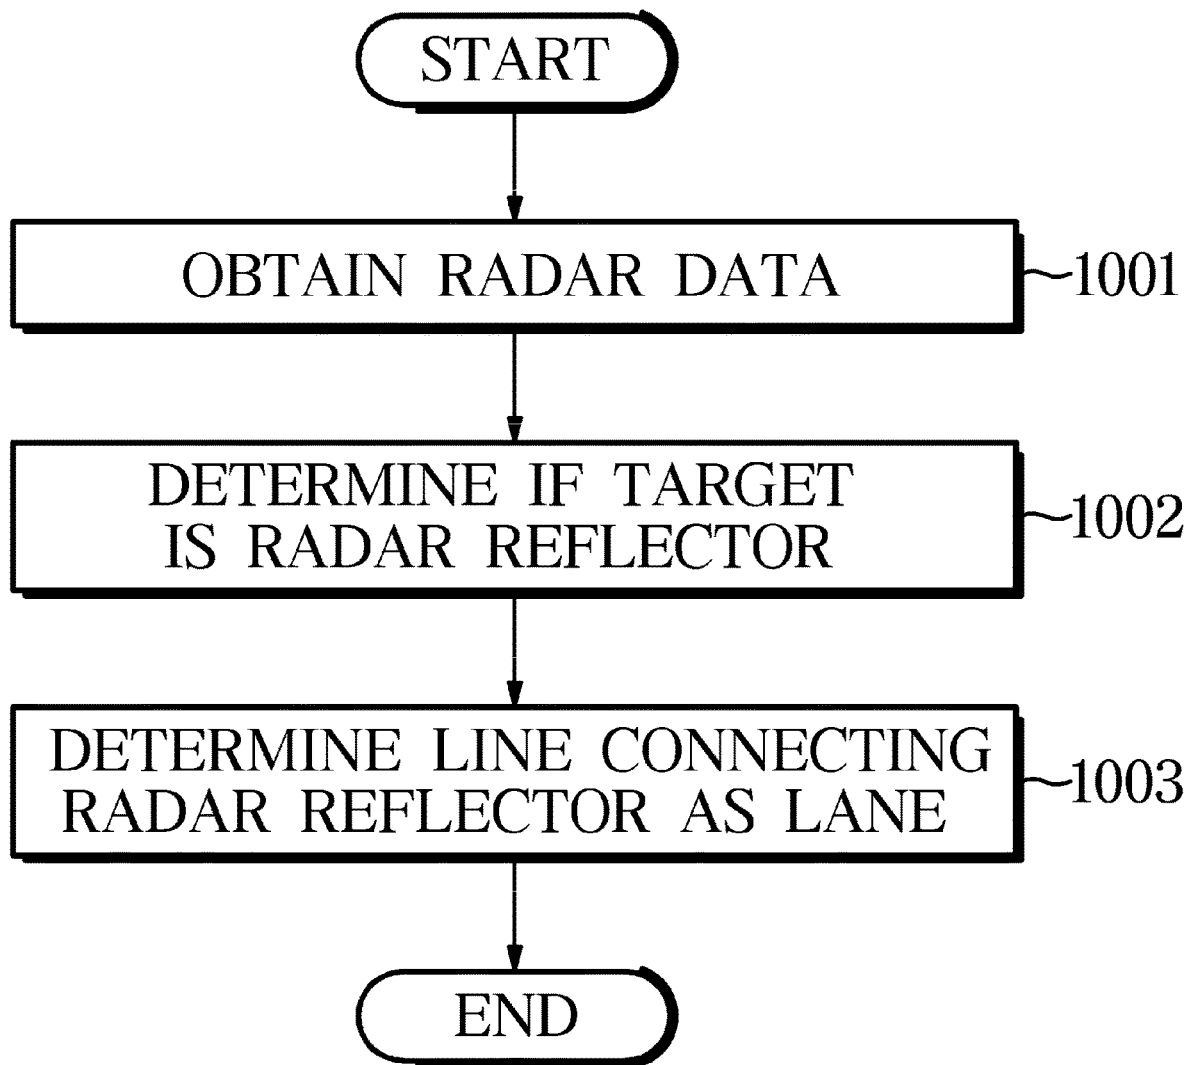 START
OBTAIN RADAR DATA
1001
DETERMINE IF TARGET
IS RADAR REFLECTOR
1002
DETERMINE LINE CONNECTING
RADAR REFLECTOR AS LANE
1003
END